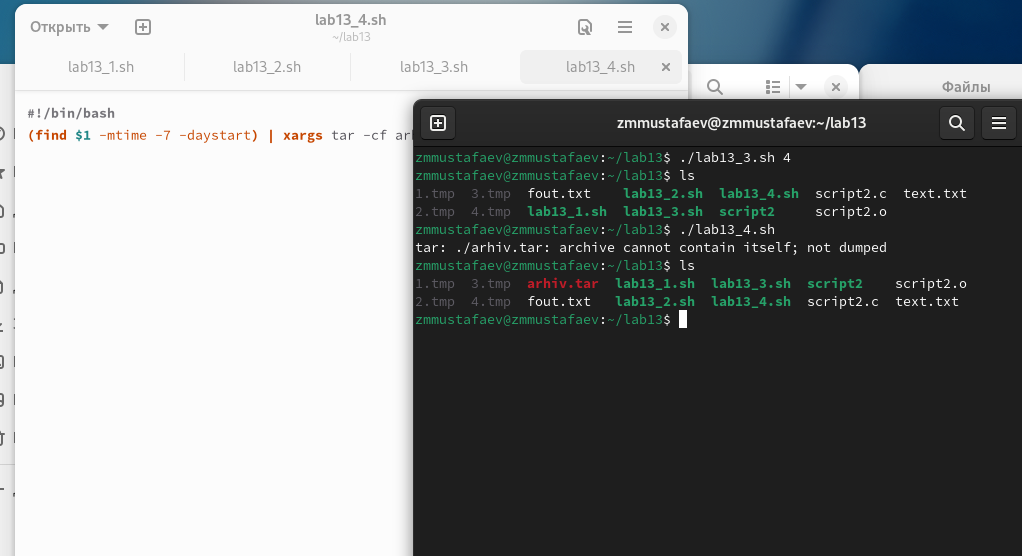 Открыть
lab13_4.sh
~/lab13
lab13_1.sh
lab13_2.sh
lab13_3.sh
lab13_4.sh
#!/bin/bash
(find $1 -mtime -7 -daystart) | xargs tar -cf
Файлы
zmmustafaev@zmmustafaev:~/lab13
zmmustafaev@zmmustafaev:~/lab13$ ./lab13_3.sh 4
zmmustafaev@zmmustafaev:~/lab13$ ls
1.tmp 3.tmp fout.txt lab13_2.sh lab13_4.sh script2.c text.txt
2.tmp 4.tmp lab13_1.sh lab13_3.sh script2 script2.o
zmmustafaev@zmmustafaev:~/lab13$ ./lab13_4.sh
tar: ./arhiv.tar: archive cannot contain itself; not dumped
zmmustafaev@zmmustafaev:~/lab13$ ls
1.tmp 3.tmp arhiv.tar lab13_1.sh lab13_3.sh script2 script2.o
2.tmp 4.tmp fout.txt lab13_2.sh lab13_4.sh script2.c text.txt
zmmustafaev@zmmustafaev:~/lab13$